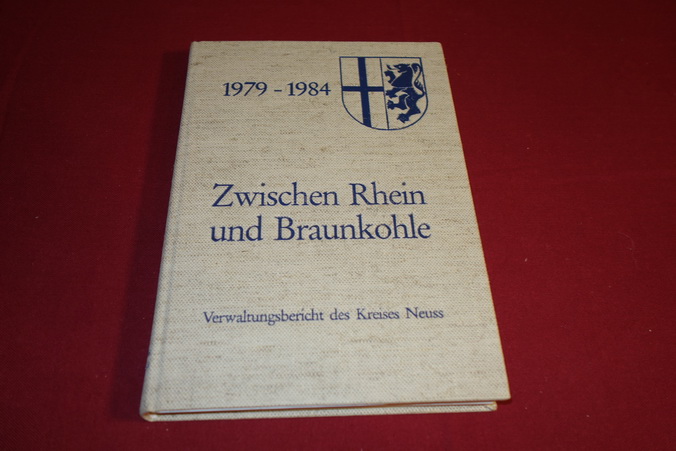 1979 - 1984
Zwischen Rhein
und Braunkohle
Verwaltungsbericht des Kreises Neuss